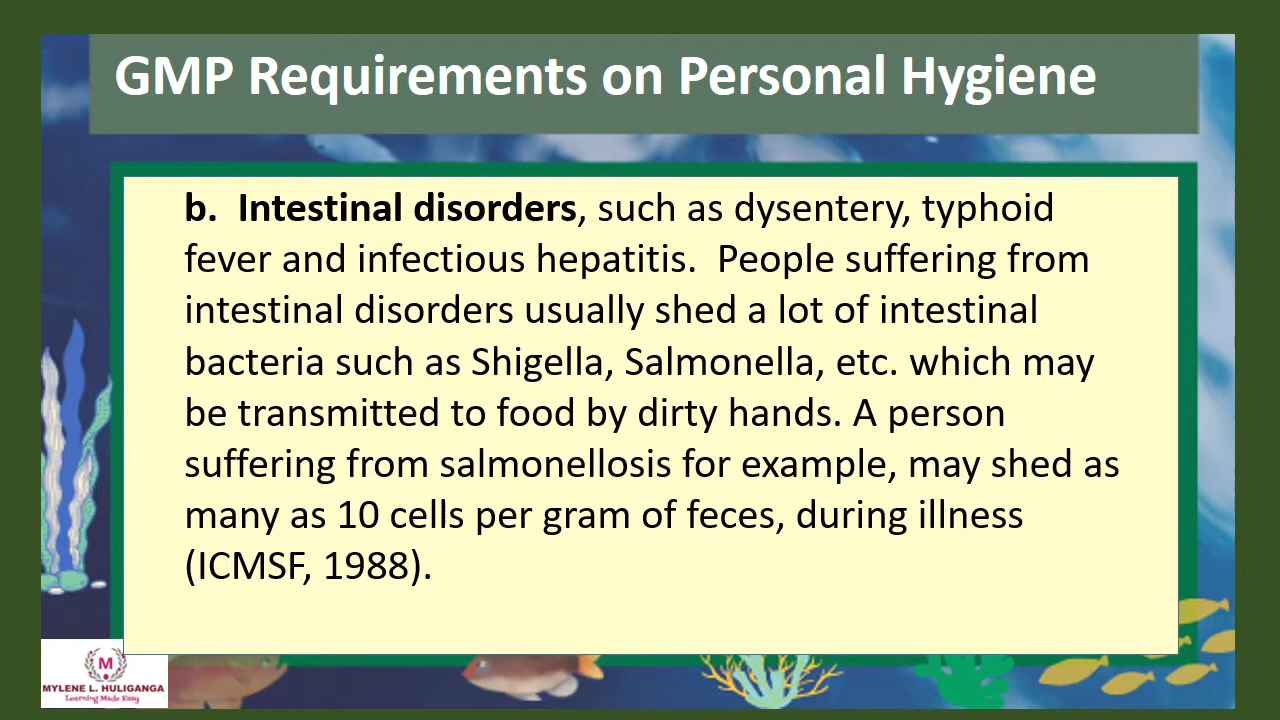 GMP Requirements on Personal Hygiene
b. Intestinal disorders, such as dysentery, typhoid
fever and infectious hepatitis. People suffering from
intestinal disorders usually shed a lot of intestinal
bacteria such as Shigella, Salmonella, etc. which may
be transmitted to food by dirty hands. A person
suffering from salmonellosis for example, may shed as
many as 10 cells per gram of feces, during illness
(ICMSF, 1988).
M
MYLENE L. HULIGANGA
Learning Made Easy